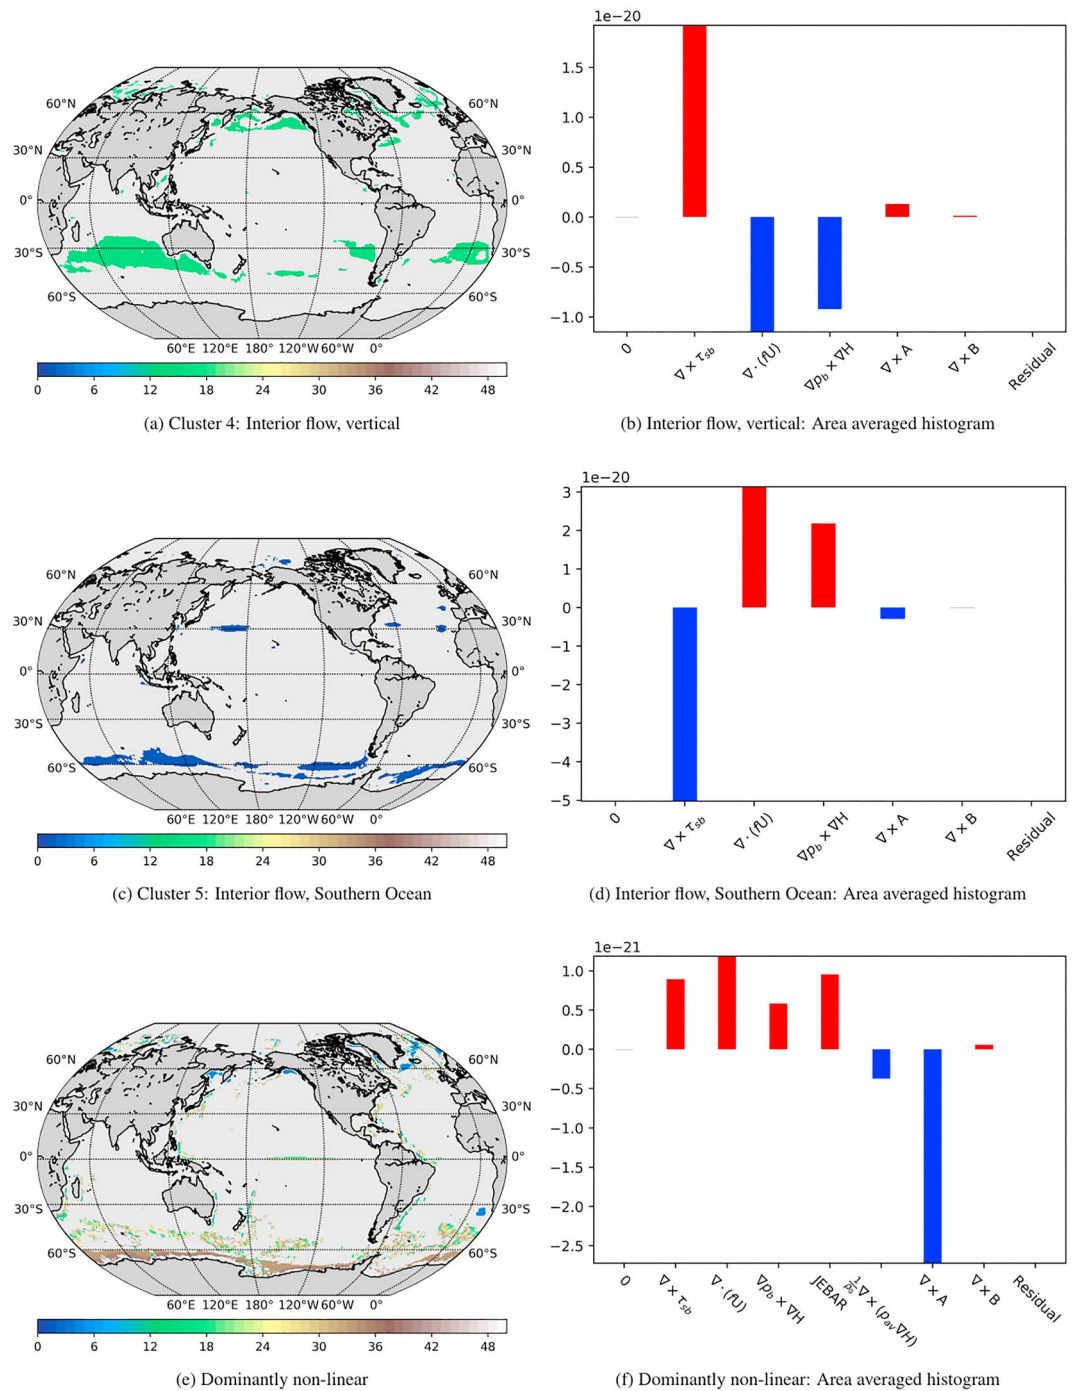 1e−20
1.5
1.0
0.5
0.0
−0.5
−1.0
0
∇ × τsb
∇ · (fU)
∇pb × ∇H
∇ × A
∇ × B
Residual
60°N
60°N
30°N
30°N
0°
0°
30°S
30°S
60°S
60°S
60°E 120°E 180° 120°W 60°W 0°
0 6 12 18 24 30 36 42 48
(a) Cluster 4: Interior flow, vertical
(b) Interior flow, vertical: Area averaged histogram
1e−20
3
2
1
0
−1
−2
−3
−4
−5
0
∇ × τsb
∇ · (fU)
∇pb × ∇H
∇ × A
∇ × B
Residual
60°N
60°N
30°N
30°N
0°
0°
30°S
30°S
60°S
60°S
60°E 120°E 180° 120°W 60°W 0°
0 6 12 18 24 30 36 42 48
(c) Cluster 5: Interior flow, Southern Ocean
(d) Interior flow, Southern Ocean: Area averaged histogram
1e−21
1.0
0.5
0.0
−0.5
−1.0
−1.5
−2.0
−2.5
0
∇ × τsb
∇ · (fU)
∇pb × ∇H
JEBAR
1/ρ0 ∇ × (pav∇H)
∇ × A
∇ × B
Residual
60°N
60°N
30°N
30°N
0°
0°
30°S
30°S
60°S
60°S
60°E 120°E 180° 120°W 60°W 0°
0 6 12 18 24 30 36 42 48
(e) Dominantly non-linear
(f) Dominantly non-linear: Area averaged histogram